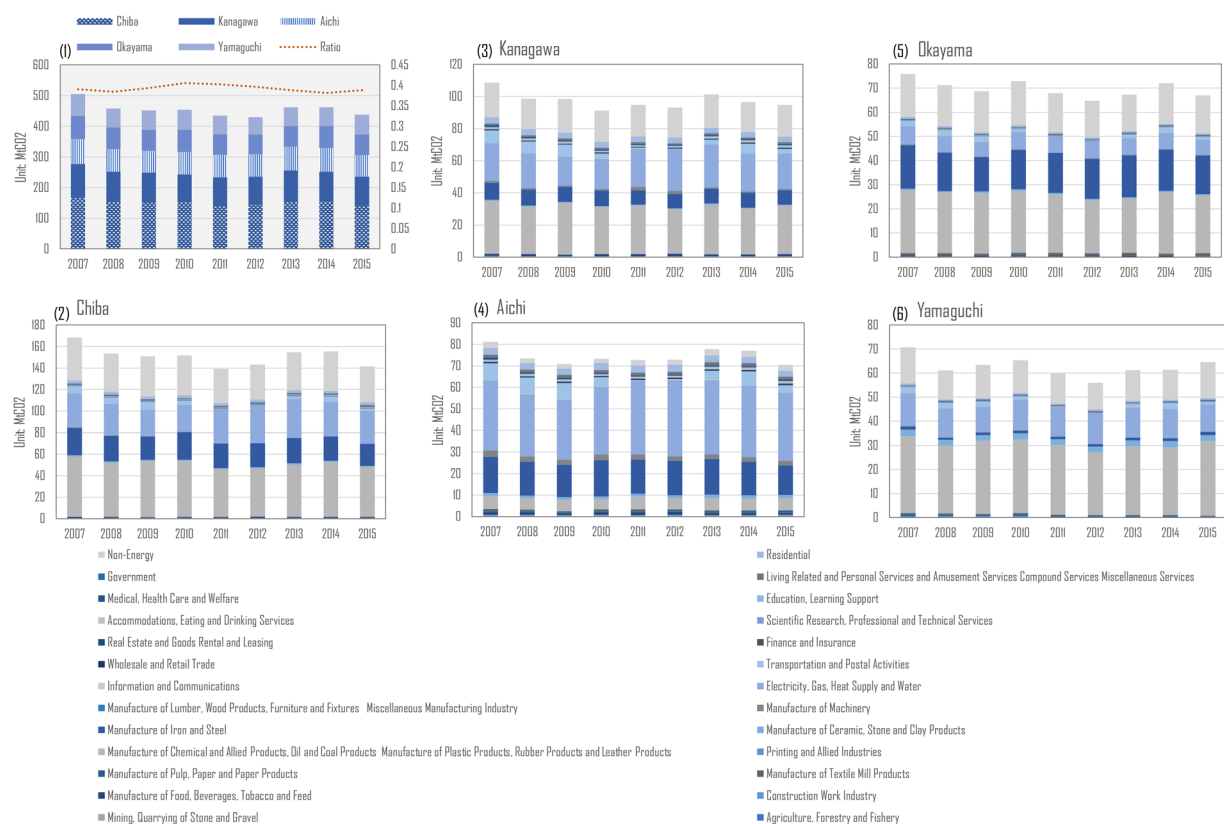 Chiba Kanagawa Aichi
Okayama Yamaguchi Ratio
(1)
Unit: MtCO2
600
500
400
300
200
100
0
0.45
0.4
0.35
0.3
0.25
0.2
0.15
0.1
0.05
0
2007 2008 2009 2010 2011 2012 2013 2014 2015
(3) Kanagawa
Unit: MtCO2
120
100
80
60
40
20
0
2007 2008 2009 2010 2011 2012 2013 2014 2015
(5) Okayama
Unit: MtCO2
80
70
60
50
40
30
20
10
0
2007 2008 2009 2010 2011 2012 2013 2014 2015
(2) Chiba
Unit: MtCO2
180
160
140
120
100
80
60
40
20
0
2007 2008 2009 2010 2011 2012 2013 2014 2015
(4) Aichi
Unit: MtCO2
90
80
70
60
50
40
30
20
10
0
2007 2008 2009 2010 2011 2012 2013 2014 2015
(6) Yamaguchi
Unit: MtCO2
80
70
60
50
40
30
20
10
0
2007 2008 2009 2010 2011 2012 2013 2014 2015
Non-Energy
Government
Medical, Health Care and Welfare
Accommodations, Eating and Drinking Services
Real Estate and Goods Rental and Leasing
Wholesale and Retail Trade
Information and Communications
Manufacture of Lumber, Wood Products, Furniture and Fixtures Miscellaneous Manufacturing Industry
Manufacture of Iron and Steel
Manufacture of Chemical and Allied Products, Oil and Coal Products Manufacture of Plastic Products, Rubber Products and Leather Products
Manufacture of Pulp, Paper and Paper Products
Manufacture of Food, Beverages, Tobacco and Feed
Mining, Quarrying of Stone and Gravel
Residential
Living Related and Personal Services and Amusement Services Compound Services Miscellaneous Services
Education, Learning Support
Scientific Research, Professional and Technical Services
Finance and Insurance
Transportation and Postal Activities
Electricity, Gas, Heat Supply and Water
Manufacture of Machinery
Manufacture of Ceramic, Stone and Clay Products
Printing and Allied Industries
Manufacture of Textile Mill Products
Construction Work Industry
Agriculture, Forestry and Fishery